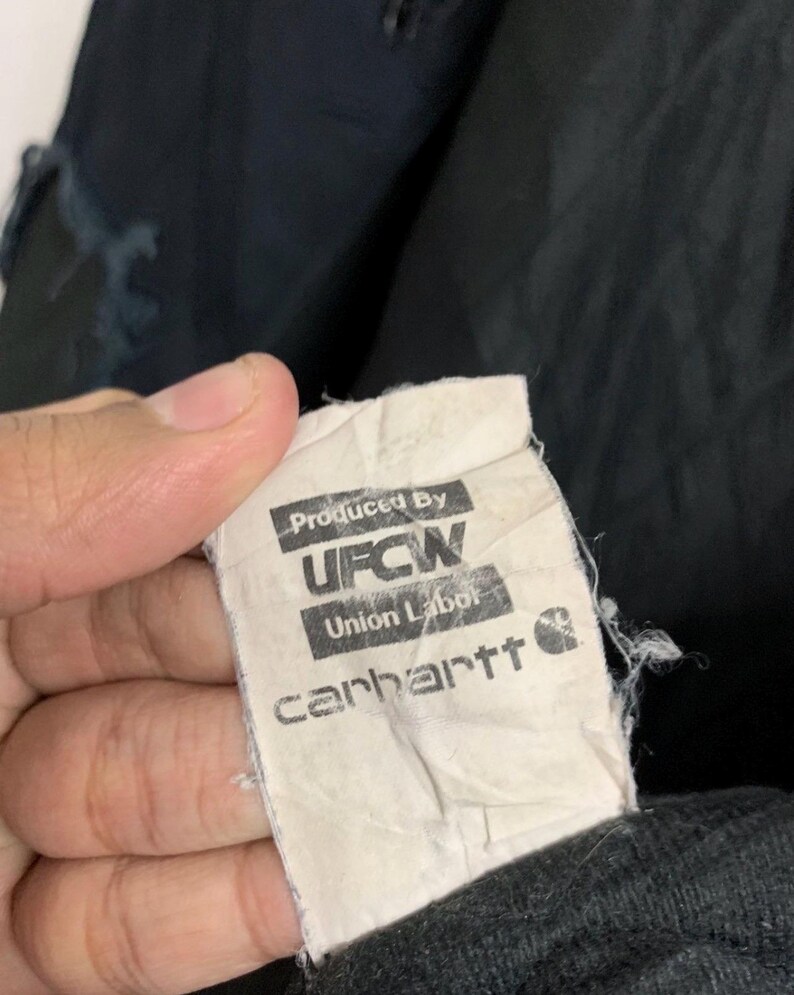 Produced By
UFCW
Union Label
carhartt